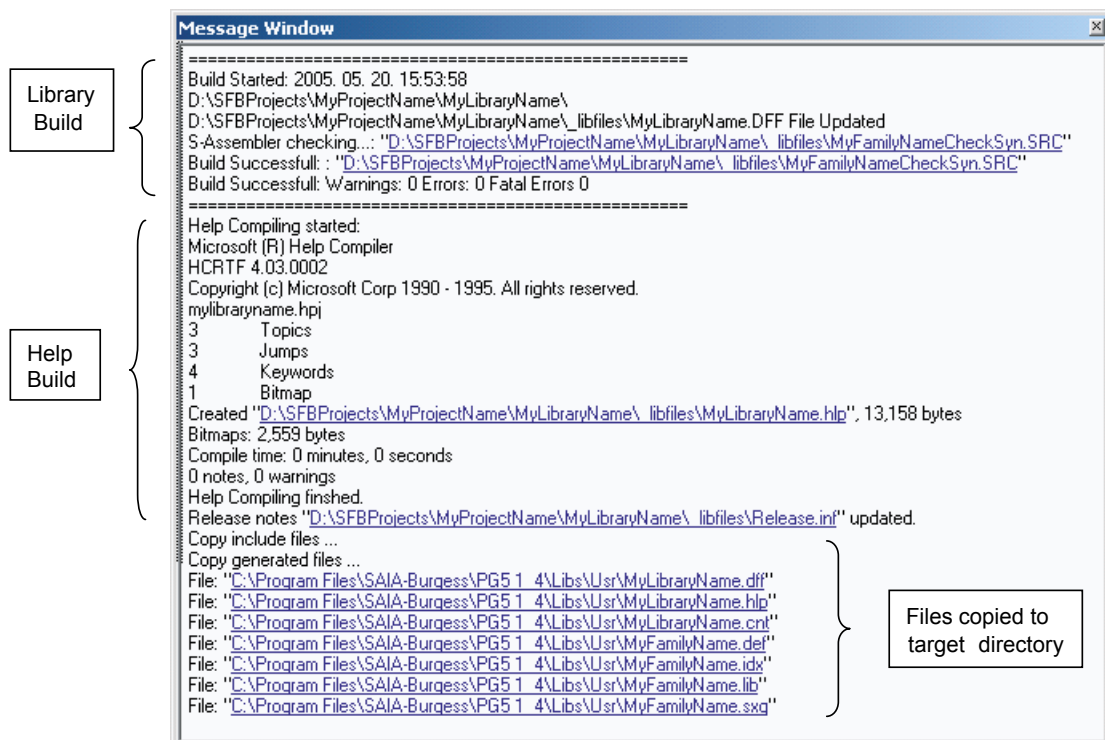 Message Window
====================================================
Build Started: 2005. 05. 20. 15:53:58
D:\SFBProjects\MyProjectName\MyLibraryName\
D:\SFBProjects\MyProjectName\MyLibraryName\_libfiles\MyLibraryName.DFF File Updated
S-Assembler checking...: "D:\SFBProjects\MyProjectName\MyLibraryName\_libfiles\MyFamilyNameCheckSyn.SRC"
Build Successfull: : "D:\SFBProjects\MyProjectName\MyLibraryName\_libfiles\MyFamilyNameCheckSyn.SRC"
Build Successfull: Warnings: 0 Errors: 0 Fatal Errors 0
====================================================
Library
Build
Help Compiling started:
Microsoft (R) Help Compiler
HCRTF 4.03.0002
Copyright (c) Microsoft Corp 1990 - 1995. All rights reserved.
mylibraryname.hpj
3 Topics
3 Jumps
4 Keywords
1 Bitmap
Created "D:\SFBProjects\MyProjectName\MyLibraryName\_libfiles\MyLibraryName.hlp", 13,158 bytes
Bitmaps: 2,559 bytes
Compile time: 0 minutes, 0 seconds
0 notes, 0 warnings
Help Compiling finshed.
Release notes "D:\SFBProjects\MyProjectName\MyLibraryName\_libfiles\Release.inf" updated.
Help
Build
Copy include files ...
Copy generated files ...
File: "C:\Program Files\SAIA-Burgess\PG5 1_4\Libs\Usr\MyLibraryName.dff"
File: "C:\Program Files\SAIA-Burgess\PG5 1_4\Libs\Usr\MyLibraryName.hlp"
File: "C:\Program Files\SAIA-Burgess\PG5 1_4\Libs\Usr\MyLibraryName.cnt"
File: "C:\Program Files\SAIA-Burgess\PG5 1_4\Libs\Usr\MyFamilyName.def"
File: "C:\Program Files\SAIA-Burgess\PG5 1_4\Libs\Usr\MyFamilyName.idx"
File: "C:\Program Files\SAIA-Burgess\PG5 1_4\Libs\Usr\MyFamilyName.lib"
File: "C:\Program Files\SAIA-Burgess\PG5 1_4\Libs\Usr\MyFamilyName.sxg"
Files copied to
target directory